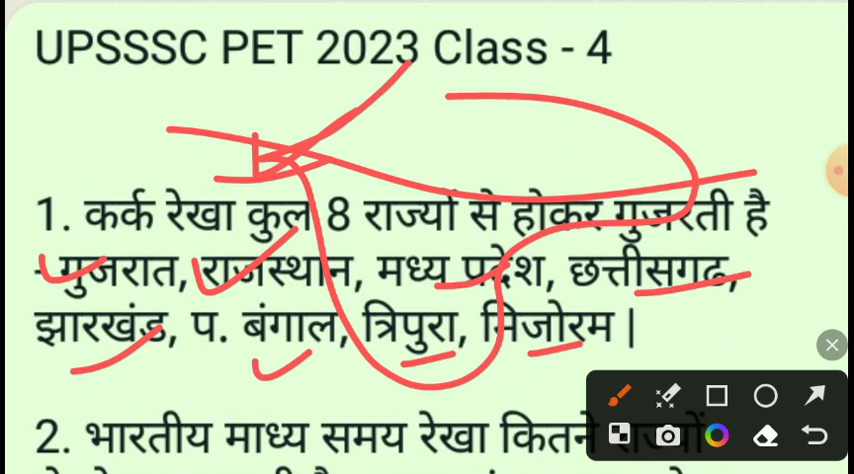 UPSSSC PET 2023 Class - 4
1. कर्क रेखा कुल 8 राज्यों से होकर गुजरती है
- गुजरात, राजस्थान, मध्य प्रदेश, छत्तीसगढ,
झारखंड, प. बंगाल, त्रिपुरा, मिजोरम |
2. भारतीय माध्य समय रेखा कितने राज्यों